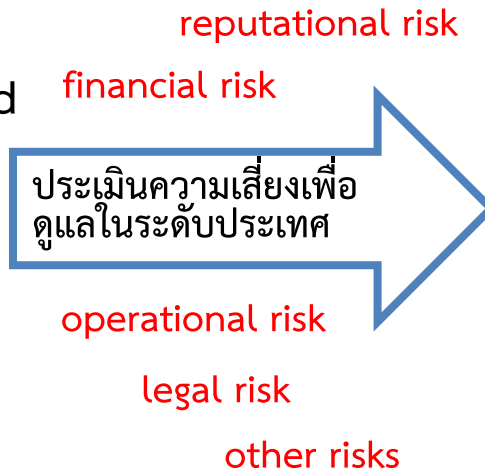 reputational risk
financial risk
d
ประเมินความเสี่ยงเพื่อ
ดูแลในระดับประเทศ
operational risk
legal risk
other risks